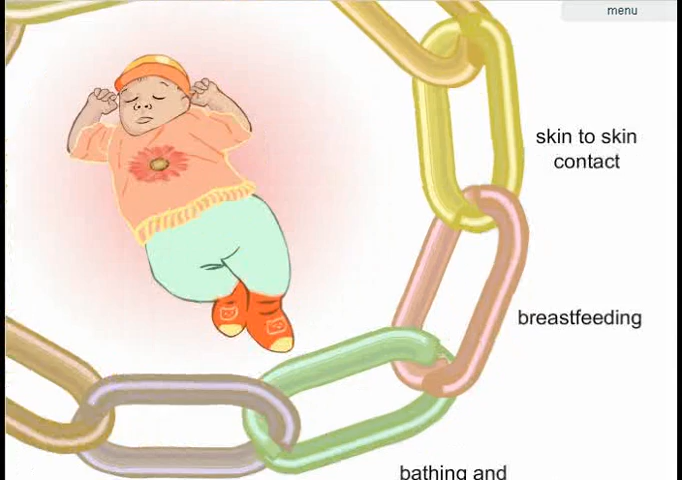 menu
skin to skin
contact
breastfeeding
bathing and